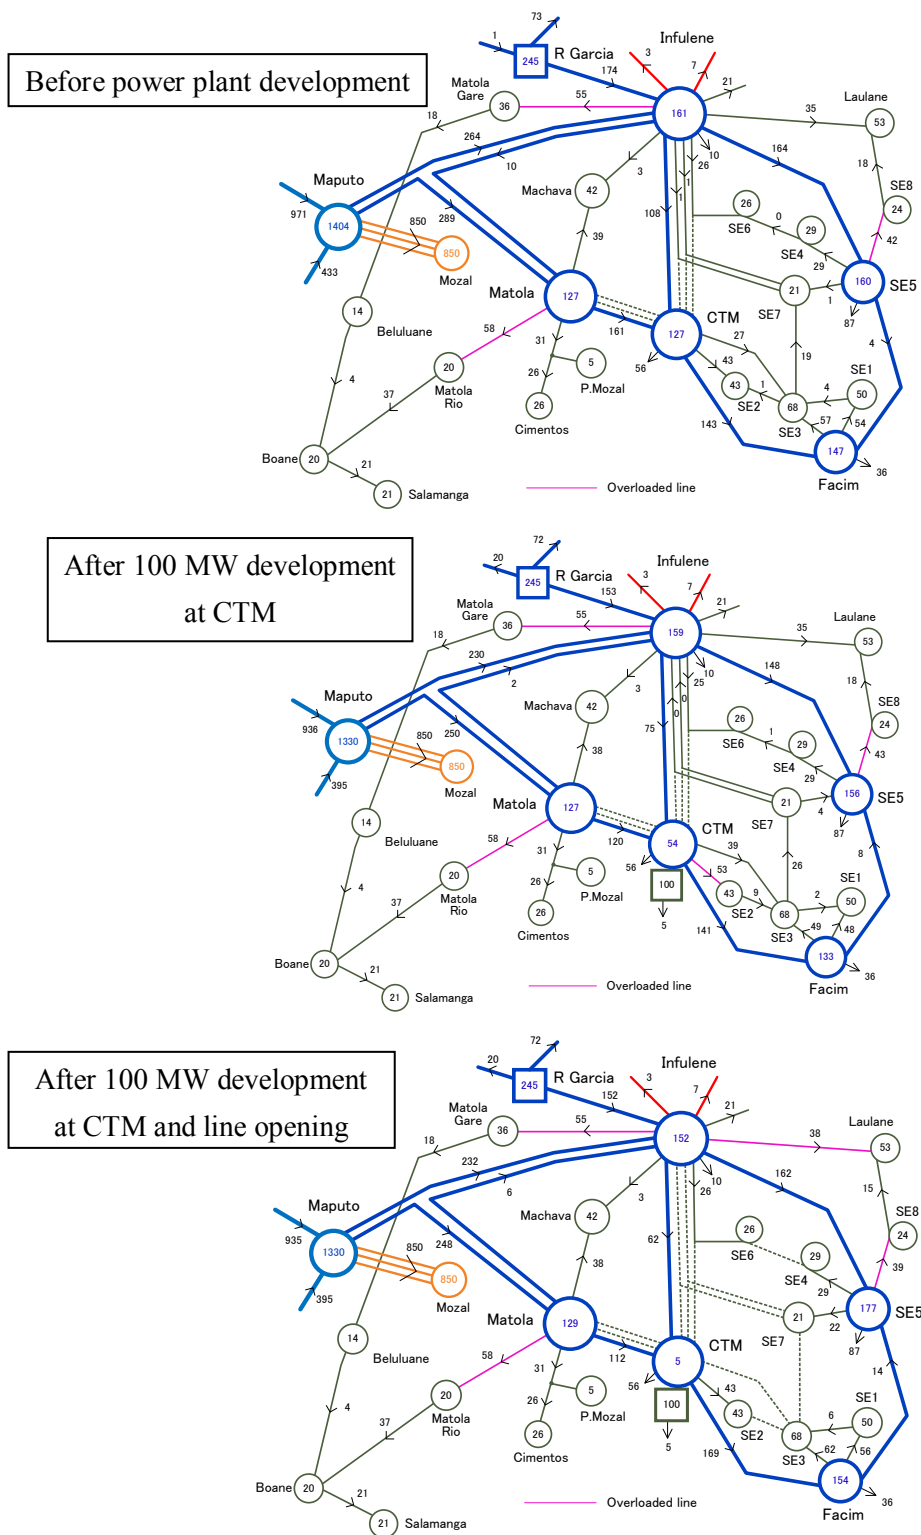 Before power plant development
73
1
245
R Garcia
Infulene
3
7
21
174
161
Matola
Gare
36
55
18
264
10
Maputo
971
1404
433
850
850
Mozal
289
Machava
42
3
39
108
1
1
26
10
35
Laulane
53
164
18
SE8
24
42
26
SE6
0
29
SE4
29
160
SE5
87
21
SE7
1
4
Matola
127
161
CTM
127
56
27
43
43
SE2
1
19
68
SE3
4
SE1
50
57
54
147
36
Facim
143
14
Beluluane
58
31
26
5
P.Mozal
26
Cimentos
20
Matola
Rio
37
4
Boane
20
21
21
Salamanga
Overloaded line
After 100 MW development
at CTM
72
20
245
R Garcia
Infulene
3
7
21
153
159
Matola
Gare
36
55
18
230
2
Maputo
936
1330
395
850
850
Mozal
250
Machava
42
3
38
75
0
0
25
10
35
Laulane
53
148
18
SE8
24
43
26
SE6
1
29
SE4
29
156
SE5
87
21
SE7
4
8
Matola
127
120
CTM
54
56
100
5
39
53
43
SE2
9
26
68
SE3
2
SE1
50
49
48
133
36
Facim
141
14
Beluluane
58
31
26
5
P.Mozal
26
Cimentos
20
Matola
Rio
37
4
Boane
20
21
21
Salamanga
Overloaded line
After 100 MW development
at CTM and line opening
72
20
245
R Garcia
Infulene
3
7
21
152
152
Matola
Gare
36
55
18
232
6
Maputo
935
1330
395
850
850
Mozal
248
Machava
42
3
38
62
26
10
38
Laulane
53
162
15
SE8
24
39
26
SE6
29
SE4
29
177
SE5
87
21
SE7
22
14
Matola
129
112
CTM
5
56
100
5
43
43
SE2
68
SE3
6
SE1
50
62
56
154
36
Facim
169
14
Beluluane
58
31
26
5
P.Mozal
26
Cimentos
20
Matola
Rio
37
4
Boane
20
21
21
Salamanga
Overloaded line